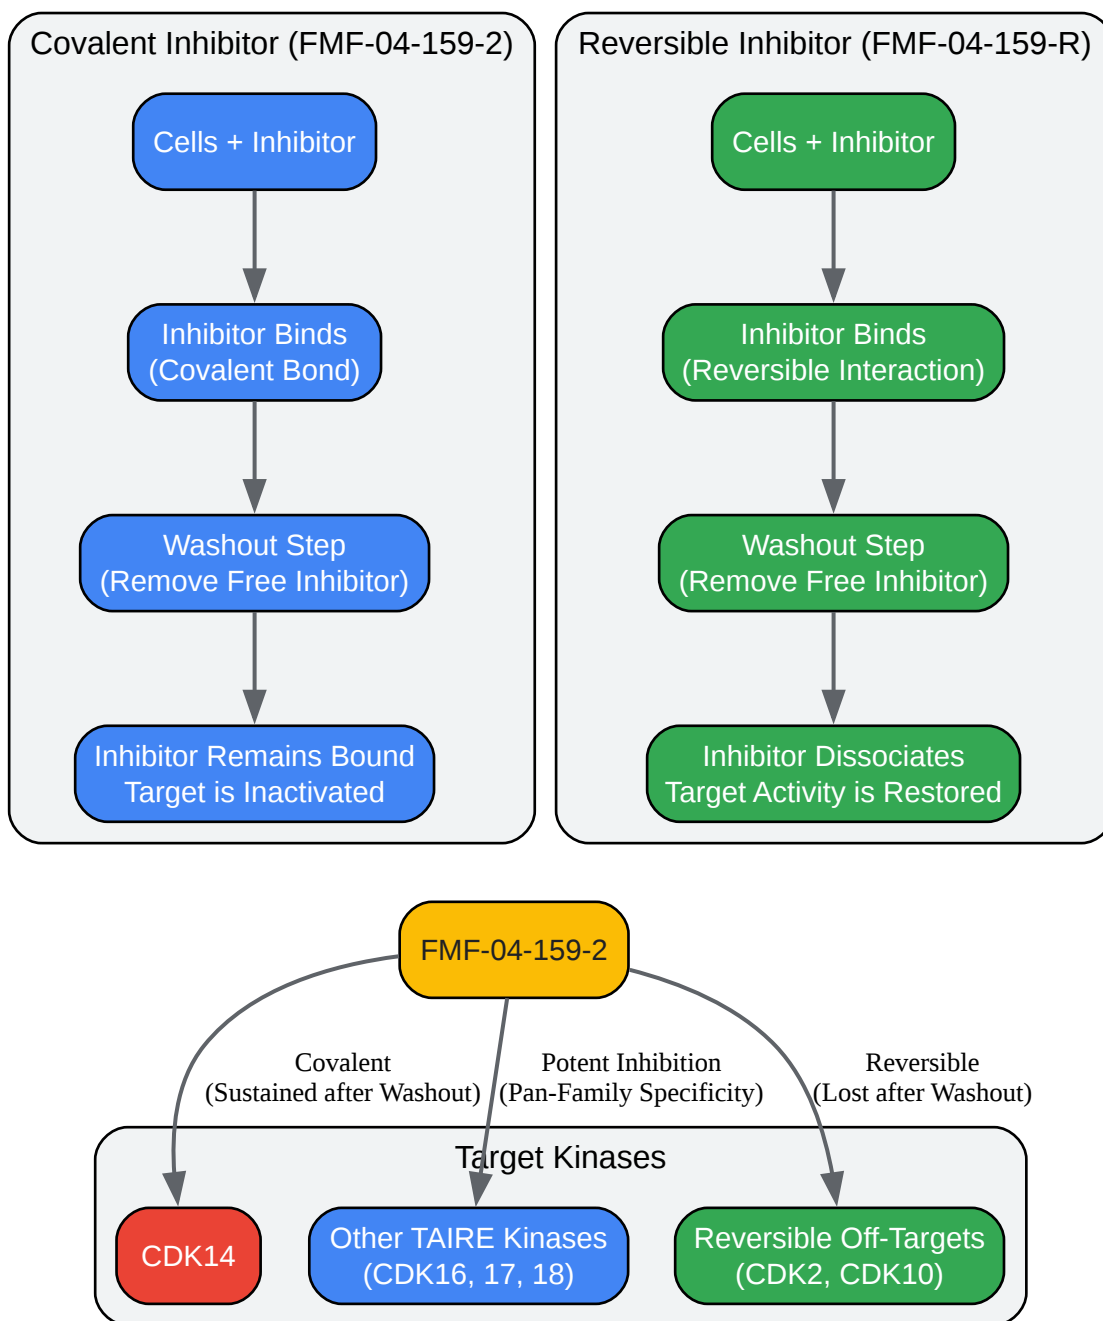 Covalent Inhibitor (FMF-04-159-2)
Cells + Inhibitor
Inhibitor Binds
(Covalent Bond)
Washout Step
(Remove Free Inhibitor)
Inhibitor Remains Bound
Target is Inactivated
Reversible Inhibitor (FMF-04-159-R)
Cells + Inhibitor
Inhibitor Binds
(Reversible Interaction)
Washout Step
(Remove Free Inhibitor)
Inhibitor Dissociates
Target Activity is Restored
FMF-04-159-2
Covalent
(Sustained after Washout)
Potent Inhibition
(Pan-Family Specificity)
Reversible
(Lost after Washout)
Target Kinases
CDK14
Other TAIRE Kinases
(CDK16, 17, 18)
Reversible Off-Targets
(CDK2, CDK10)